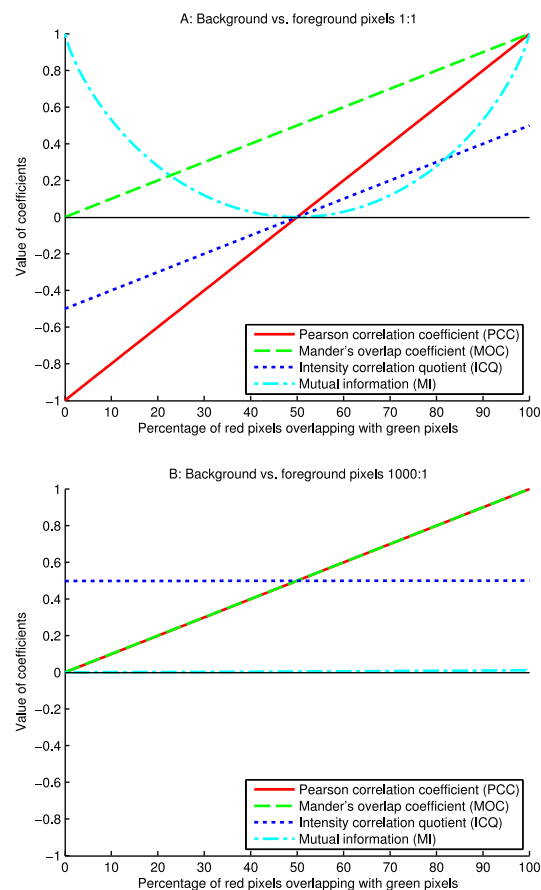 A: Background vs. foreground pixels 1:1
1
0.8
0.6
0.4
0.2
0
−0.2
−0.4
−0.6
−0.8
−1
Value of coefficients
Pearson correlation coefficient (PCC)
Mander's overlap coefficient (MOC)
Intensity correlation quotient (ICQ)
Mutual information (MI)
0 10 20 30 40 50 60 70 80 90 100
Percentage of red pixels overlapping with green pixels
B: Background vs. foreground pixels 1000:1
1
0.8
0.6
0.4
0.2
0
−0.2
−0.4
−0.6
−0.8
−1
Value of coefficients
Pearson correlation coefficient (PCC)
Mander's overlap coefficient (MOC)
Intensity correlation quotient (ICQ)
Mutual information (MI)
0 10 20 30 40 50 60 70 80 90 100
Percentage of red pixels overlapping with green pixels